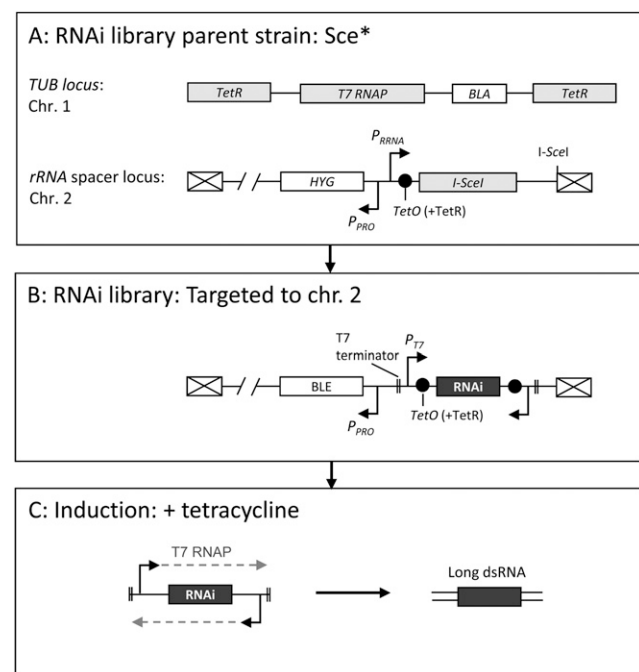 A: RNAi library parent strain: Sce*
TUB locus:
Chr. 1
TetR
T7 RNAP
BLA
TetR
rRNA spacer locus:
Chr. 2
HYG
P_RRNA
P_PRO
TetO (+TetR)
I-SceI
I-SceI
B: RNAi library: Targeted to chr. 2
T7
terminator
P_T7
BLE
RNAi
P_PRO
TetO (+TetR)
C: Induction: + tetracycline
T7 RNAP
RNAi
Long dsRNA
RNAi